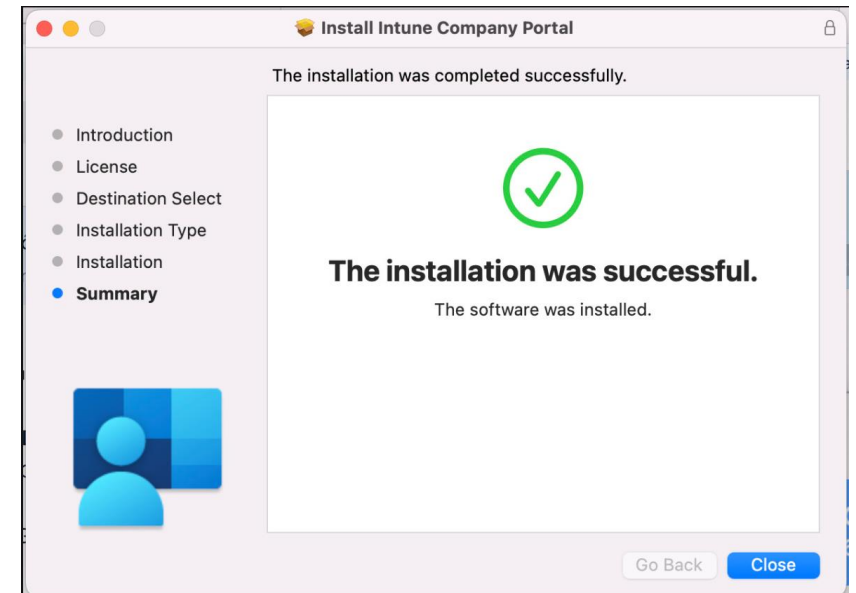 Install Intune Company Portal
The installation was completed successfully.
Introduction
License
Destination Select
Installation Type
Installation
Summary
The installation was successful.
The software was installed.
Go Back
Close